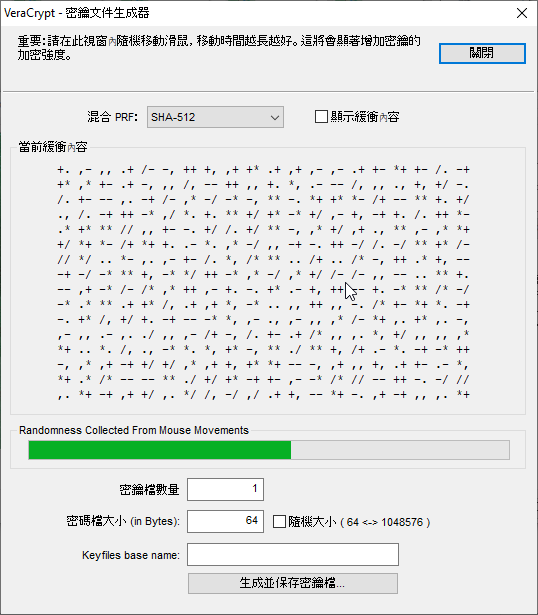 VeraCrypt - 密鑰文件生成器
重要：請在此視窗內隨機移動滑鼠，移動時間越長越好。這將會顯著增加密鑰的
加密強度。
關閉
混合 PRF：
SHA-512
顯示緩衝內容
當前緩衝內容
+. ,- ,, .+ /- -, ++ +, ,+ +* .+ ,+ -, ,- .+ +- *+ +- /. -+
+* ,* +- .+ -, ,, /, -- ++ ,, +. *, .- -- /, ,, ., +, +/ -.
/. +- -- ,. -+ /- ,* -/ -* -, ** -. *+ +* *- /+ -- ** +. +/
., /. -+ ++ -* ,/ *. +. ** +/ +* -* +/ ,- +, -+ +. /. ++ *-
.* +* ** // ,, +- -. +/ /. +/ ** -, ,* +/ ,+ ., ** ,- ,* *+
+/ *+ *- /+ *+ +. .- *. ,* -/ ,, -+ -. ++ -/ /. -/ ** +* /-
// */ .. *- ,. ,- +- /. *, /* ** .. /+ .. /* -, ++ .* +, --
-+ -/ -* ** +, -* */ ++ -* ,* -/ ,* +/ /- /- ,, -- .. ** +.
-- ,+ -* /- /* ,* ++ ,- +. -. +* .- +, ++ -- +. -* ** /* -/
-* .* ** .+ +* /, .+ ,+ *, -* .. ,, ++ ,, -. /* +- *+ *. -+
-. +* /, +/ +. -+ -- -* *, ,- ., ,- ,, ,* /- *+ ,. +* ,. -,
,- ,, .- ,. ./ ,, ,- /+ -, /. +- .+ /* ,, ,. *, +/ ,, ,, ,*
*+ .. *. /, ., -* *. *, +* -, ** ./ ** +, /+ .- *. -+ -* ++
-, ,* ,+ -+ +/ +/ ,* ,+ +, +* *+ -- -, ,+ ,, +, .+ +- .- *,
*+ .* /* -- -- ** ./ +/ +* -+ +- ,- -* /* // -- ++ -. -/ //
,. *+ -+ ,+ +/ ,. */ /, -/ ,/ .+ +, -- *+ -. ,+ -+ ,, ,. *+
Randomness Collected From Mouse Movements
密鑰檔數量
1
密碼檔大小 (in Bytes):
64
隨機大小 ( 64 <-> 1048576 )
Keyfiles base name:
生成並保存密鑰檔...